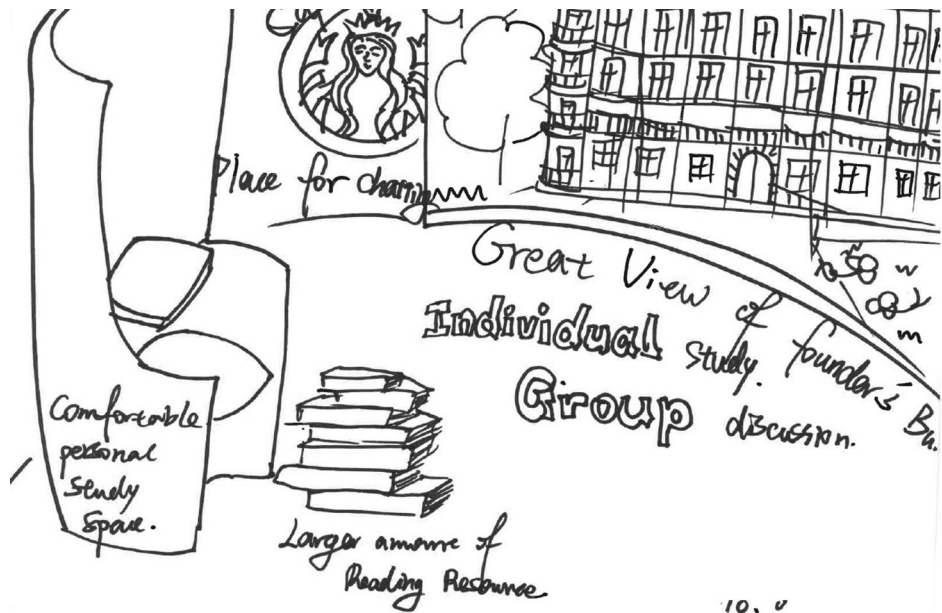 Place for chatting
Great View of founder's Bu.
Individual study.
Group discussion.
Comfortable
personal
study
space.
Larger amount of
Reading Resource.